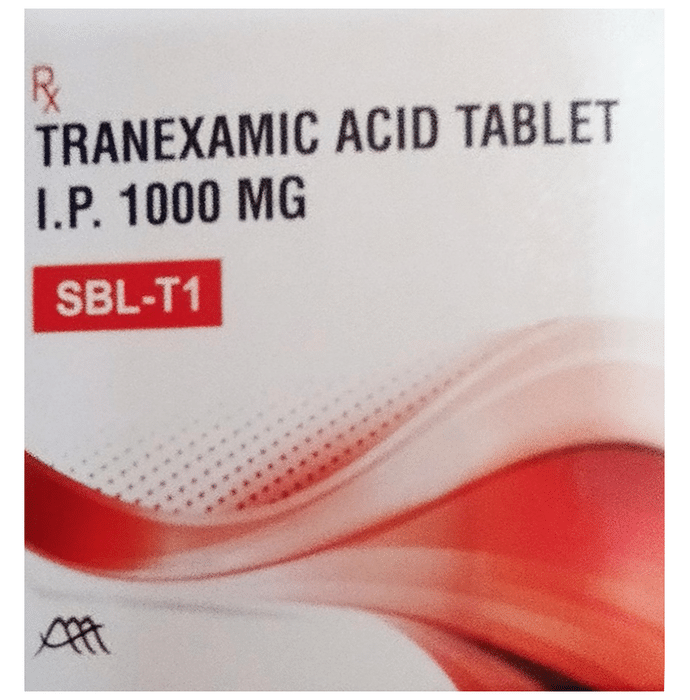 Rx
TRANEXAMIC ACID TABLET
I.P. 1000 MG
SBL-T1